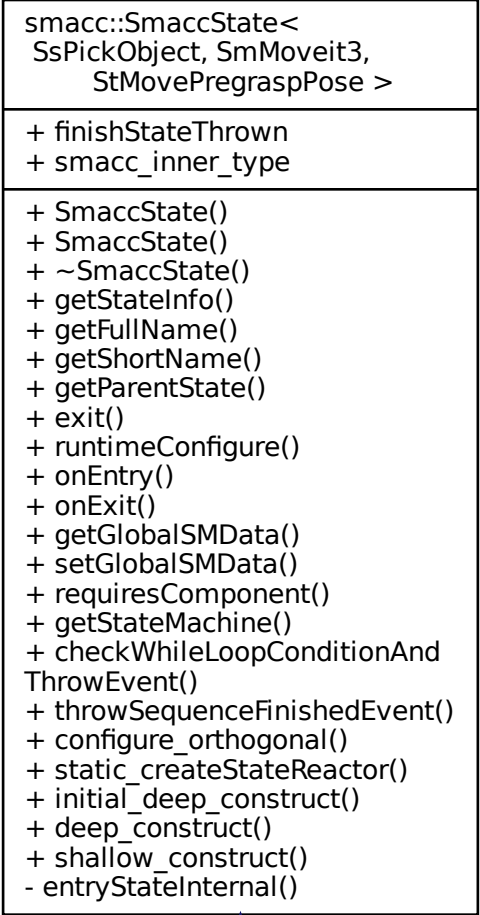 smacc::SmaccState<
SsPickObject, SmMoveit3,
StMovePregraspPose >
+ finishStateThrown
+ smacc_inner_type
+ SmaccState()
+ SmaccState()
+ ~SmaccState()
+ getStateInfo()
+ getFullName()
+ getShortName()
+ getParentState()
+ exit()
+ runtimeConfigure()
+ onEntry()
+ onExit()
+ getGlobalSMData()
+ setGlobalSMData()
+ requiresComponent()
+ getStateMachine()
+ checkWhileLoopConditionAnd
ThrowEvent()
+ throwSequenceFinishedEvent()
+ configure_orthogonal()
+ static_createStateReactor()
+ initial_deep_construct()
+ deep_construct()
+ shallow_construct()
- entryStateInternal()